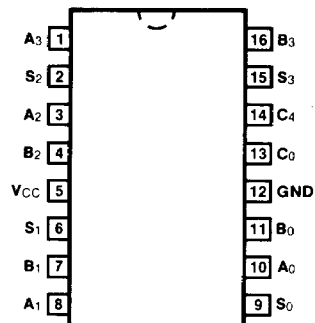 A3 1 16 B3
S2 2 15 S3
A2 3 14 C4
B2 4 13 C0
VCC 5 12 GND
S1 6 11 B0
B1 7 10 A0
A1 8 9 S0